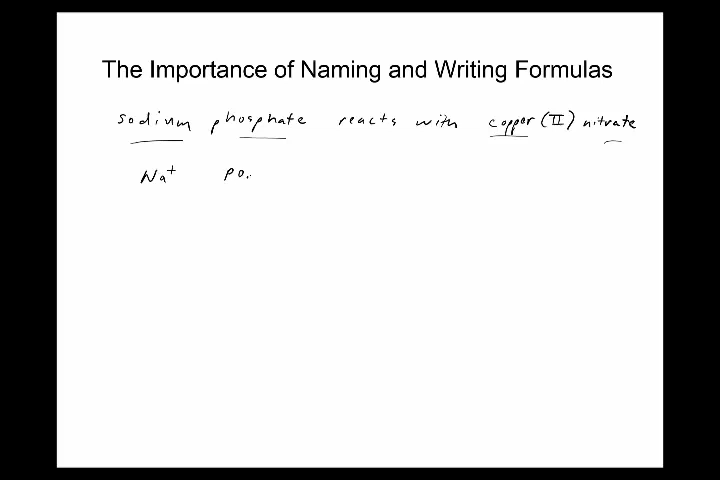 The Importance of Naming and Writing Formulas
sodium phosphate reacts with copper (II) nitrate
Na⁺ PO